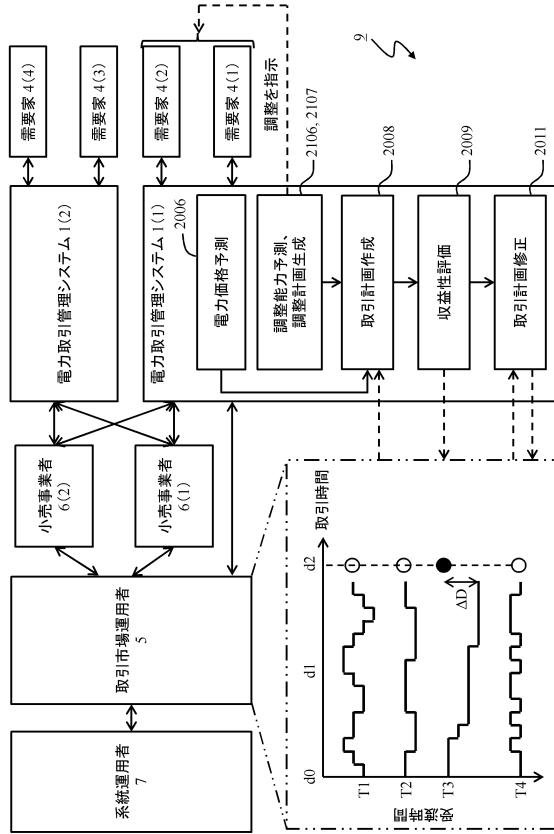 系統運用者
7
取引市場運用者
5
小売事業者
6(2)
小売事業者
6(1)
電力取引管理システム 1(2)
電力取引管理システム 1(1)
2006
電力価格予測
調整能力予測、
調整計画生成
2106, 2107
取引計画作成
2008
収益性評価
2009
取引計画修正
2011
需要家 4(4)
需要家 4(3)
需要家 4(2)
需要家 4(1)
調整を指示
9
取引時間
d0
d1
d2
T1
T2
T3
T4
ΔD
受渡時間